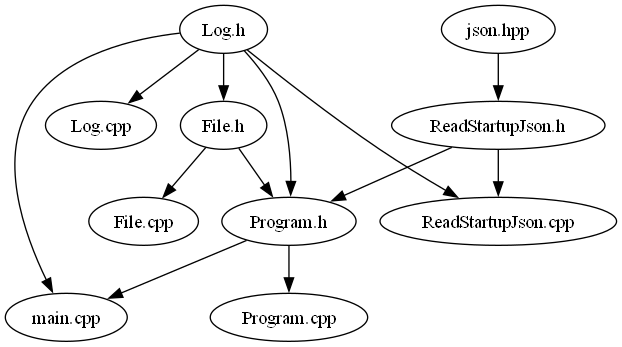 Log.h
json.hpp
Log.cpp
File.h
ReadStartupJson.h
File.cpp
Program.h
ReadStartupJson.cpp
main.cpp
Program.cpp